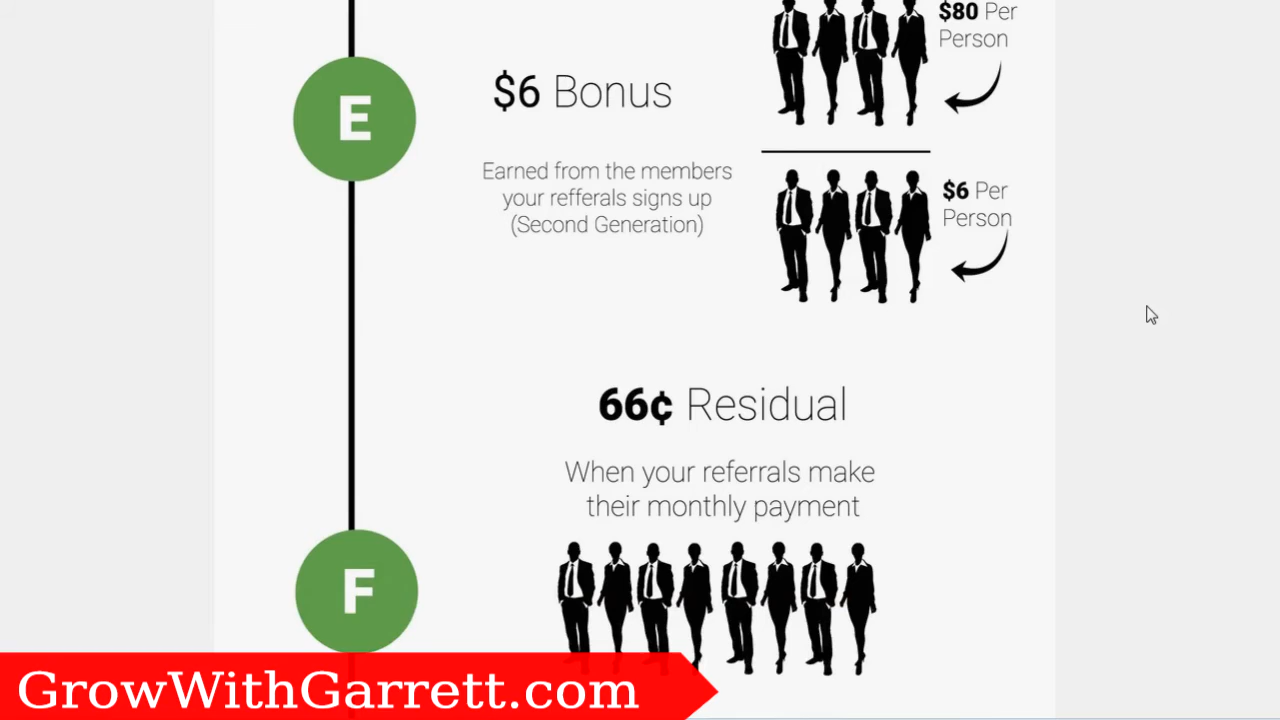 $80 Per
Person
E
$6 Bonus
Earned from the members
your refferals signs up
(Second Generation)
$6 Per
Person
66¢ Residual
When your referrals make
their monthly payment
F
GrowWithGarrett.com